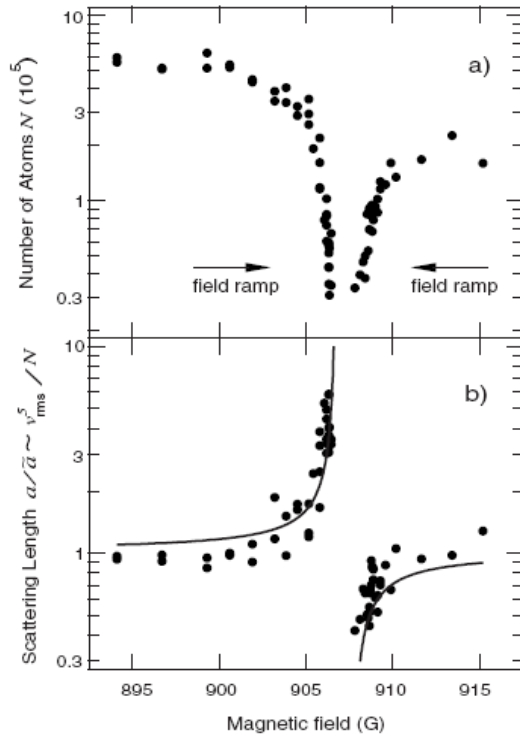 10
3
1
0.3
Number of Atoms N (10⁵)
a)
field ramp
field ramp
10
3
1
0.3
Scattering Length a/ã ~ v⁵rms / N
b)
895 900 905 910 915
Magnetic field (G)